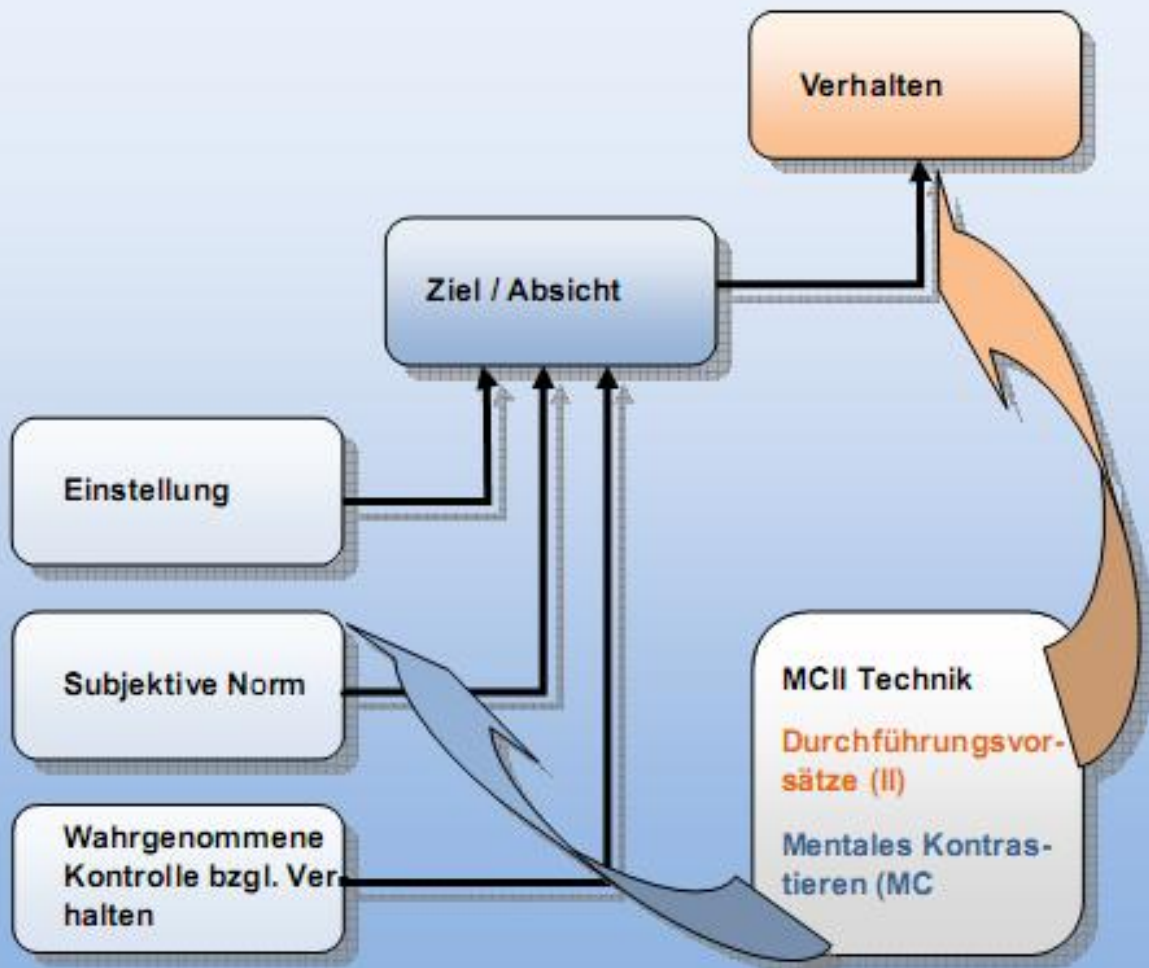 Verhalten
Ziel / Absicht
Einstellung
Subjektive Norm
Wahrgenommene
Kontrolle bzgl. Ver-
halten
MCII Technik
Durchführungsvor-
sätze (II)
Mentales Kontras-
tieren (MC